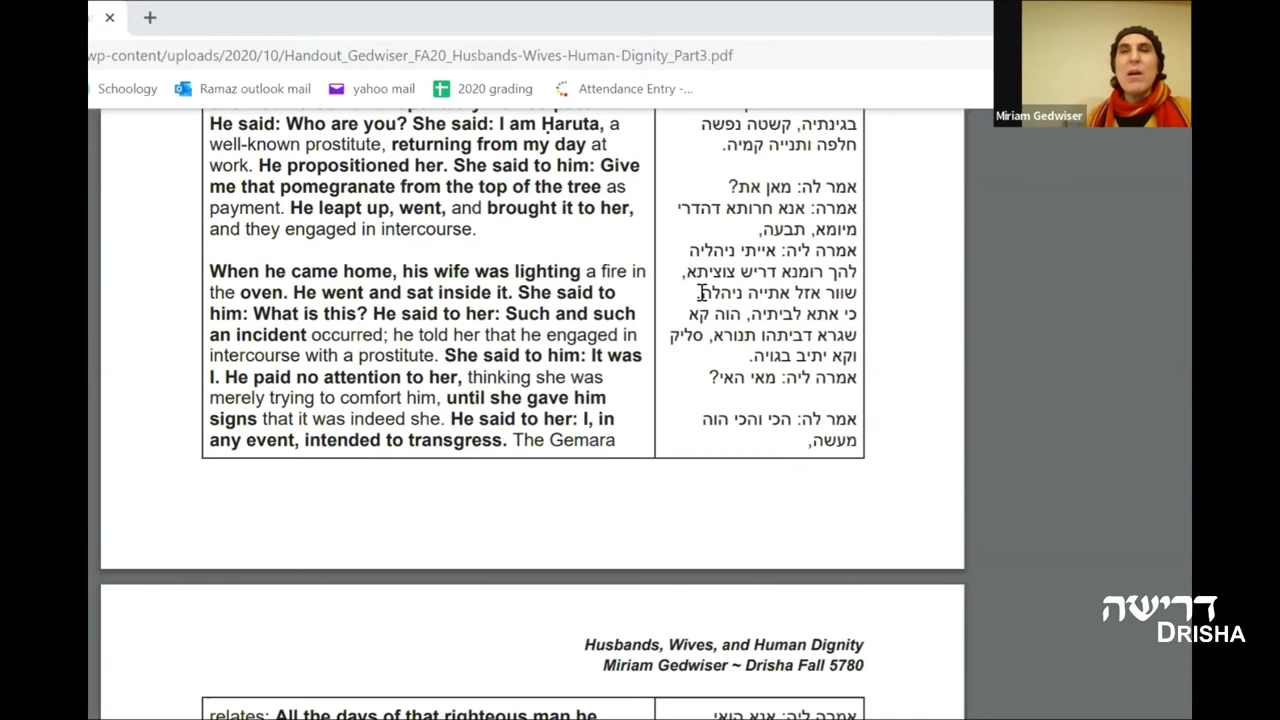 wp-content/uploads/2020/10/Handout_Gedwiser_FA20_Husbands-Wives-Human-Dignity_Part3.pdf
Schoology
Ramaz outlook mail
yahoo mail
2020 grading
Attendance Entry -...
Miriam Gedwiser
He said: Who are you? She said: I am Ḥaruta, a
well-known prostitute, returning from my day at
work. He propositioned her. She said to him: Give
me that pomegranate from the top of the tree as
payment. He leapt up, went, and brought it to her,
and they engaged in intercourse.
When he came home, his wife was lighting a fire in
the oven. He went and sat inside it. She said to
him: What is this? He said to her: Such and such
an incident occurred; he told her that he engaged in
intercourse with a prostitute. She said to him: It was
I. He paid no attention to her, thinking she was
merely trying to comfort him, until she gave him
signs that it was indeed she. He said to her: I, in
any event, intended to transgress. The Gemara
בגינתיה, קשטה נפשה
חלפה ותנייה קמיה.
אמר לה: מאן את?
אמרה: אנא חרותא דהדרי
מיומא, תבעה,
אמרה ליה: אייתי ניהליה
להך רומנא דריש צוציתא,
שוור אזל אתייה ניהלה.
כי אתא לביתיה, הוה קא
שגרא דביתהו תנורא, סליק
וקא יתיב בגויה.
אמרה ליה: מאי האי?
אמר לה: הכי והכי הוה
מעשה,
Husbands, Wives, and Human Dignity
Miriam Gedwiser ~ Drisha Fall 5780
relates: All the days of that righteous man he
אמרה ליה: אנא הואי
דרישה
DRISHA